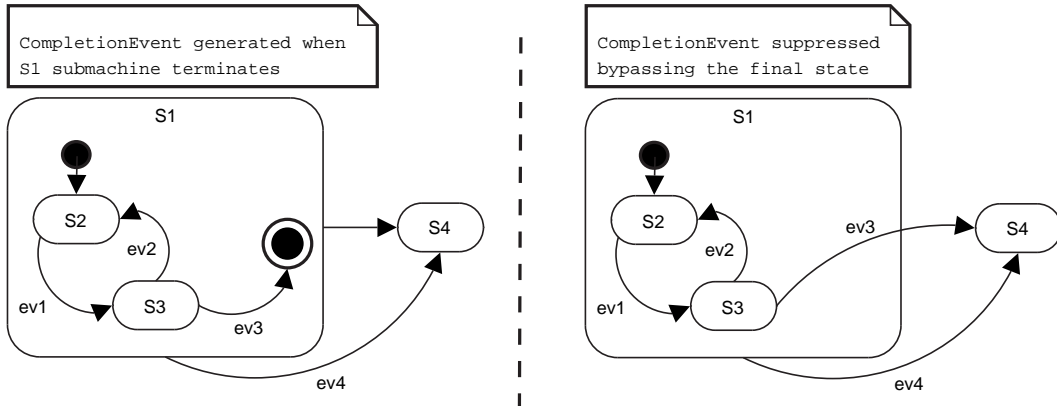 CompletionEvent generated when
S1 submachine terminates
S1
S2
ev2
S3
ev1
ev3
S4
ev4
CompletionEvent suppressed
bypassing the final state
S1
S2
ev2
S3
ev1
ev3
S4
ev4